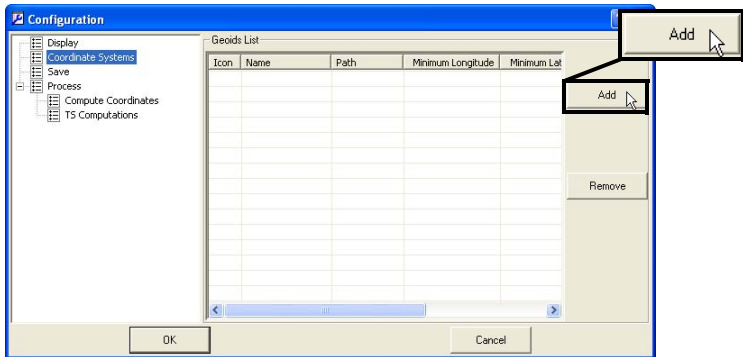 Configuration
Add
Display
Coordinate Systems
Save
Process
Compute Coordinates
TS Computations
Geoids List
Icon Name Path Minimum Longitude Minimum Lat
Add
Remove
OK Cancel